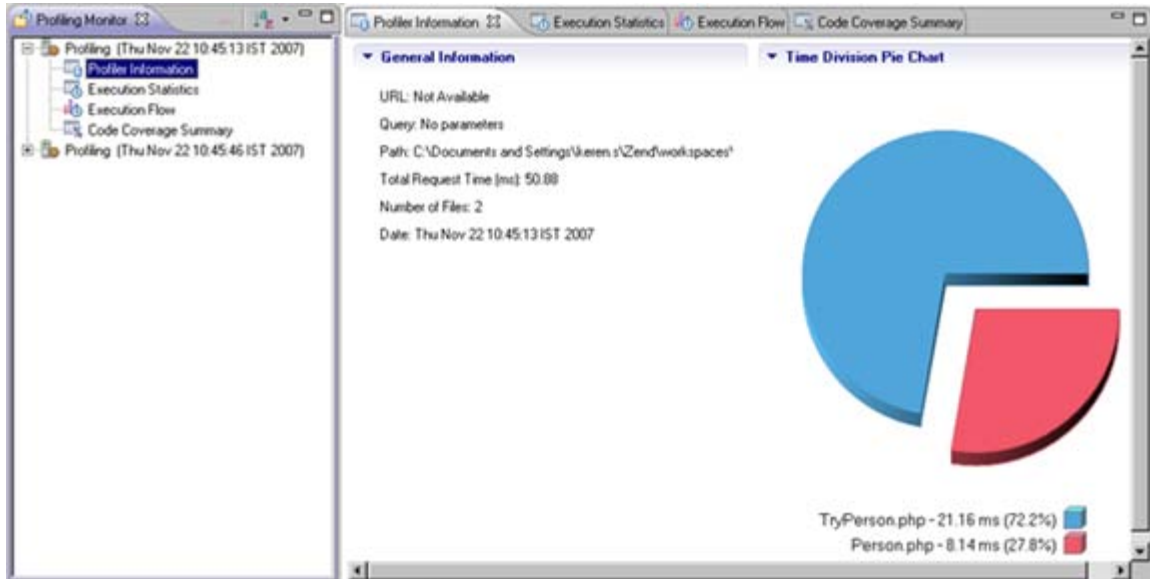 Profiling Monitor
Profiling (Thu Nov 22 10:45:13 IST 2007)
Profiler Information
Execution Statistics
Execution Flow
Code Coverage Summary
Profiling (Thu Nov 22 10:45:46 IST 2007)
Profiler Information
Execution Statistics
Execution Flow
Code Coverage Summary
General Information
URL: Not Available
Query: No parameters
Path: C:\Documents and Settings\keren.s\Zend\workspaces\
Total Request Time (ms): 50.88
Number of Files: 2
Date: Thu Nov 22 10:45:13 IST 2007
Time Division Pie Chart
TryPerson.php - 21.16 ms (72.2%)
Person.php - 8.14 ms (27.8%)